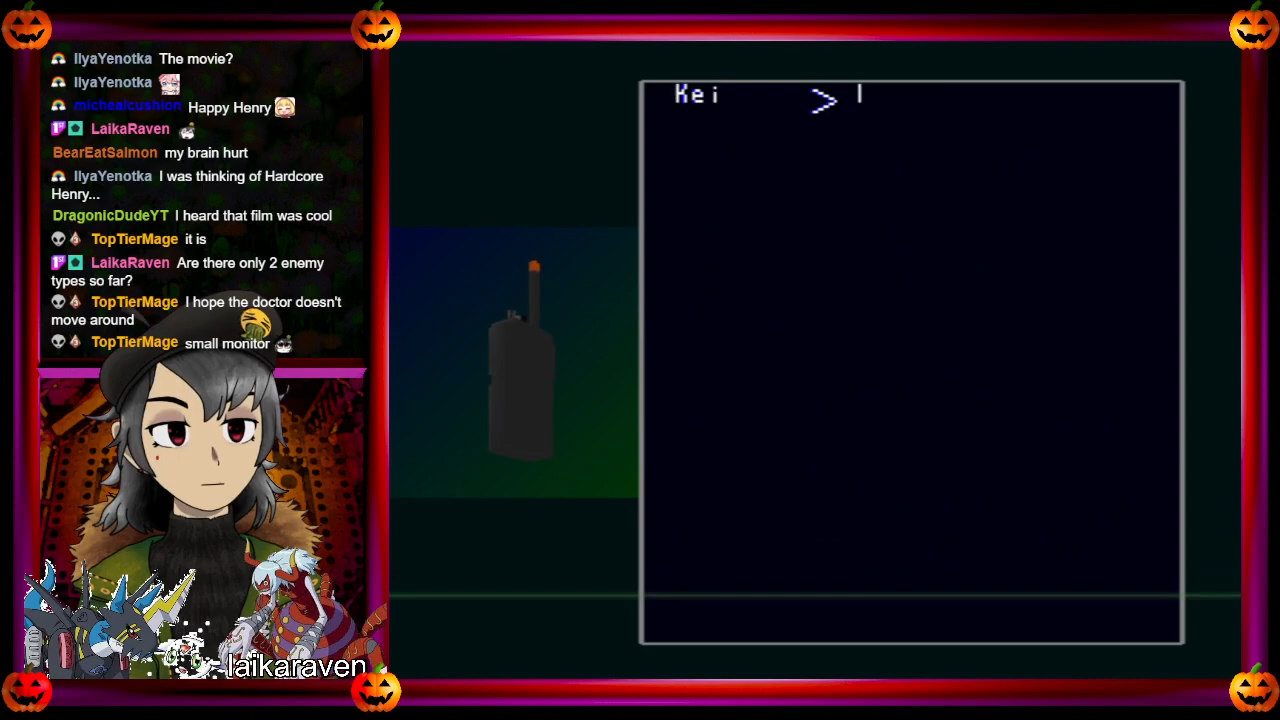 IlyaYenotka The movie?
IlyaYenotka
michealcushion Happy Henry
LaikaRaven
BearEatSalmon my brain hurt
IlyaYenotka I was thinking of Hardcore
Henry...
DragonicDudeYT I heard that film was cool
TopTierMage it is
LaikaRaven Are there only 2 enemy
types so far?
TopTierMage I hope the doctor doesn't
move around
TopTierMage small monitor
laikaraven
Kei > I